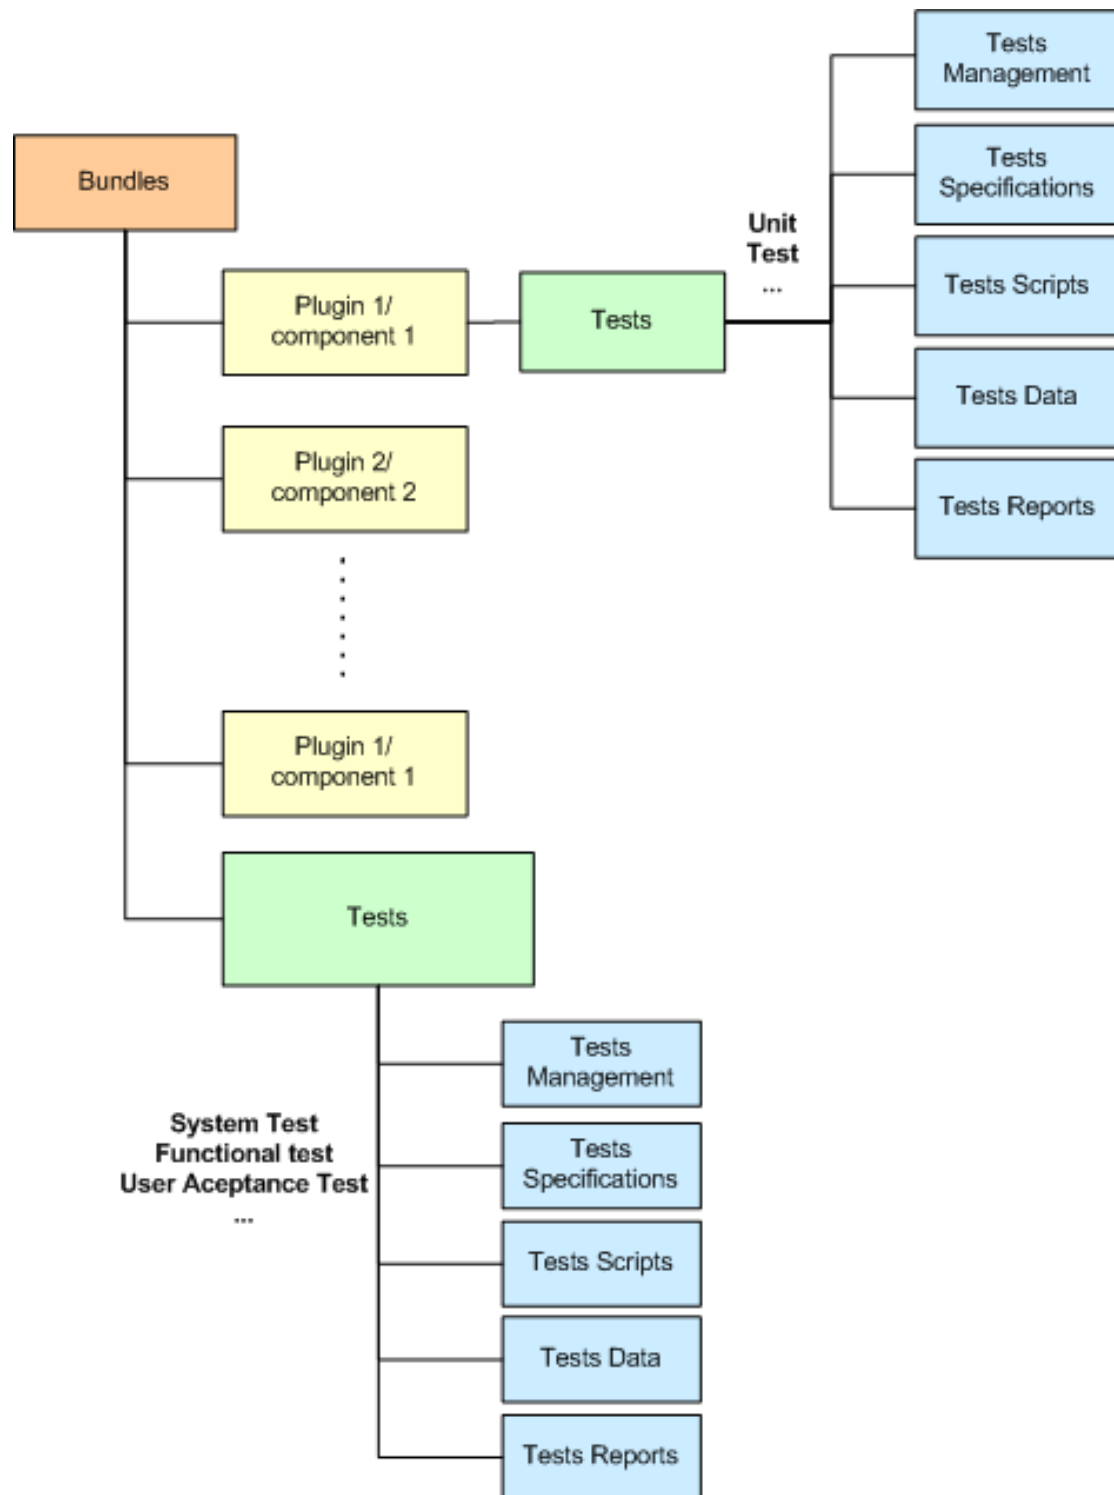 Tests
Management
Bundles
Tests
Specifications
Unit
Test
...
Plugin 1/
component 1
Tests
Tests Scripts
Tests Data
Plugin 2/
component 2
Tests Reports
Plugin 1/
component 1
Tests
Tests
Management
System Test
Functional test
User Aceptance Test
...
Tests
Specifications
Tests Scripts
Tests Data
Tests Reports